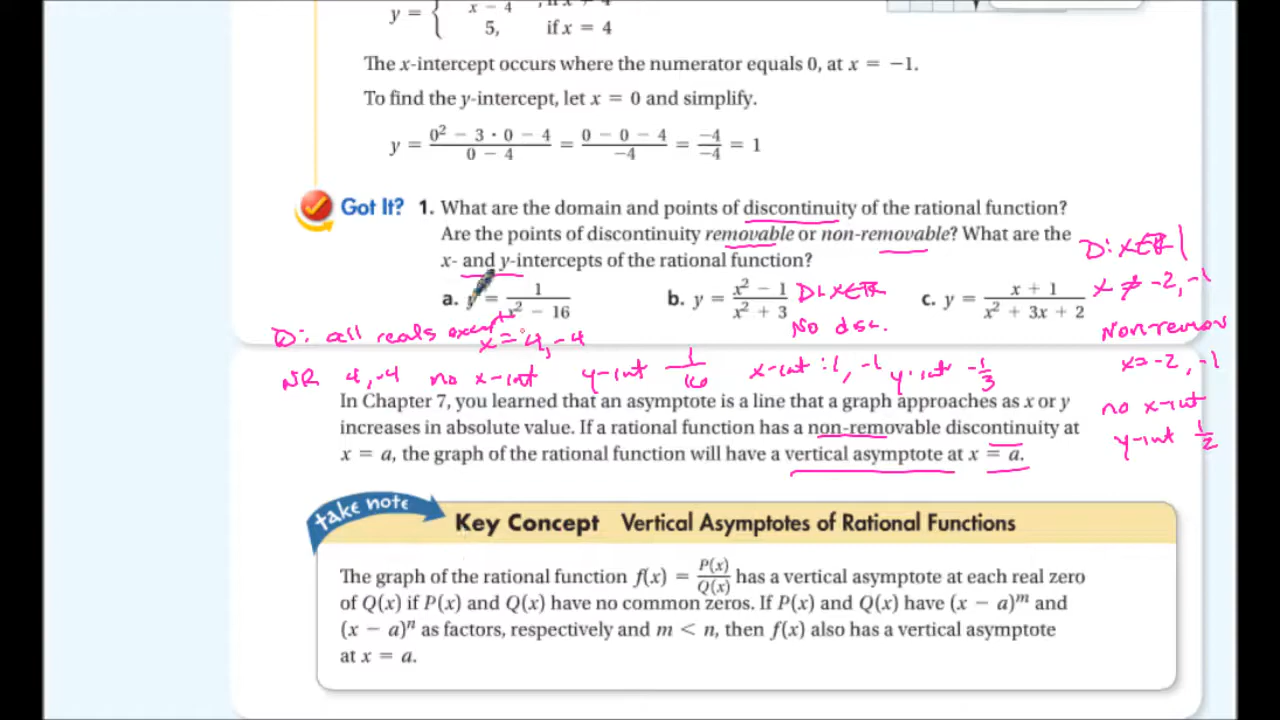 y = { x − 4 , if x ≠ 4
5, if x = 4
The x-intercept occurs where the numerator equals 0, at x = −1.
To find the y-intercept, let x = 0 and simplify.
y = 0² − 3 · 0 − 4 / 0 − 4 = 0 − 0 − 4 / −4 = −4 / −4 = 1
Got It? 1. What are the domain and points of discontinuity of the rational function?
Are the points of discontinuity removable or non-removable? What are the
x- and y-intercepts of the rational function?
a. y = 1 / x² − 16
b. y = x² − 1 / x² + 3
c. y = x + 1 / x² + 3x + 2
D: all reals except
x = 4, −4
NR 4, −4 no x-int y-int −1/16
D: x∈ℝ
No disc.
x-int : 1, −1 y-int −1/3
D: x∈ℝ |
x ≠ −2, −1
Non-remov
x = −2, −1
no x-int
y-int 1/2
In Chapter 7, you learned that an asymptote is a line that a graph approaches as x or y
increases in absolute value. If a rational function has a non-removable discontinuity at
x = a, the graph of the rational function will have a vertical asymptote at x = a.
take note
Key Concept Vertical Asymptotes of Rational Functions
The graph of the rational function f(x) = P(x) / Q(x) has a vertical asymptote at each real zero
of Q(x) if P(x) and Q(x) have no common zeros. If P(x) and Q(x) have (x − a)ᵐ and
(x − a)ⁿ as factors, respectively and m < n, then f(x) also has a vertical asymptote
at x = a.